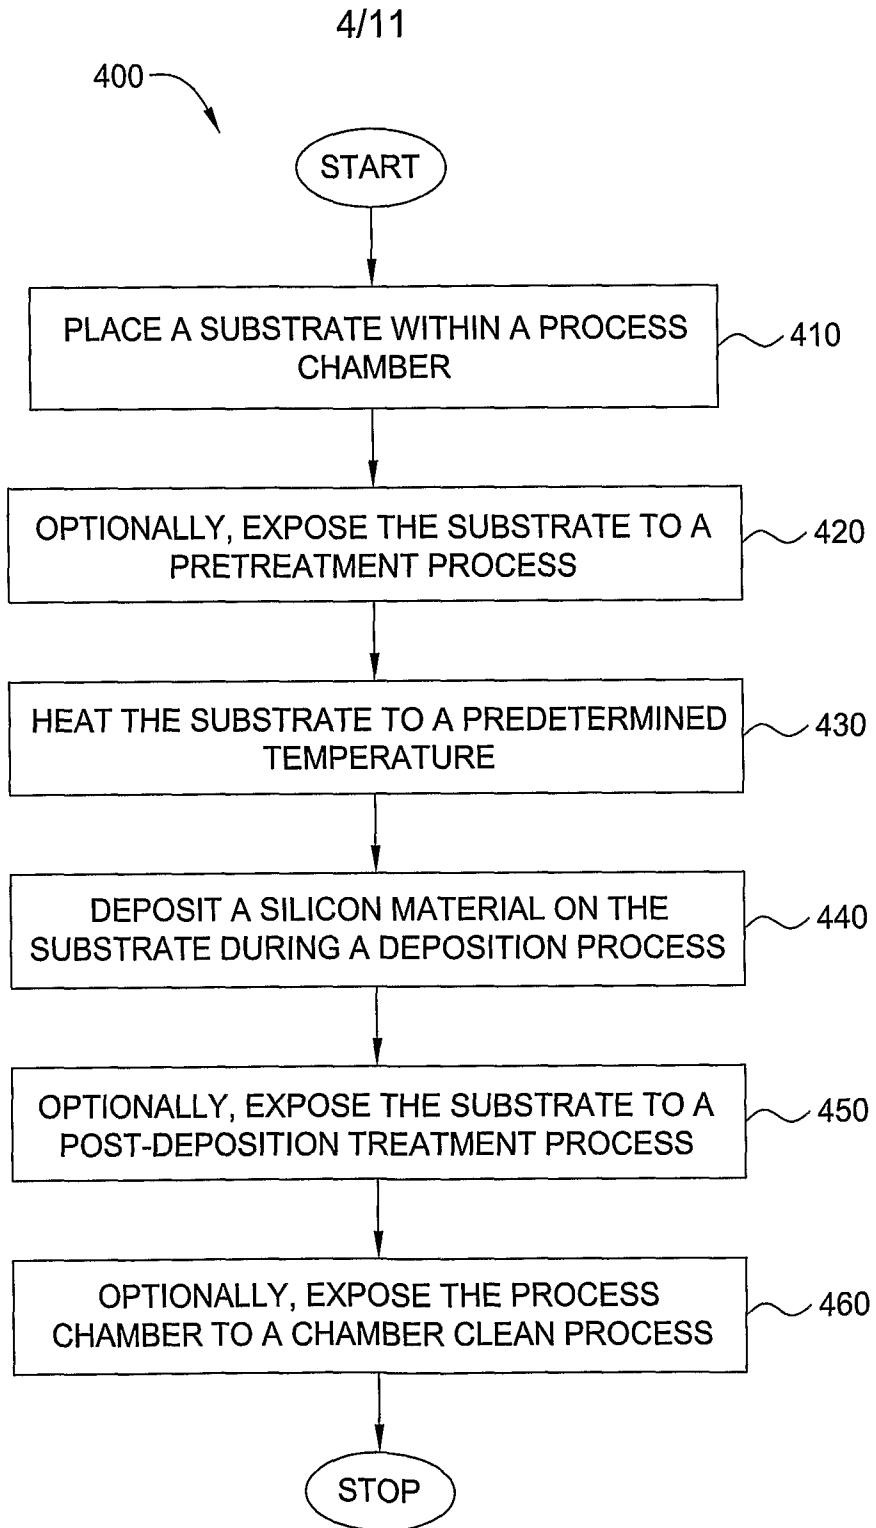 4/11
400
START
PLACE A SUBSTRATE WITHIN A PROCESS
CHAMBER
410
OPTIONALLY, EXPOSE THE SUBSTRATE TO A
PRETREATMENT PROCESS
420
HEAT THE SUBSTRATE TO A PREDETERMINED
TEMPERATURE
430
DEPOSIT A SILICON MATERIAL ON THE
SUBSTRATE DURING A DEPOSITION PROCESS
440
OPTIONALLY, EXPOSE THE SUBSTRATE TO A
POST-DEPOSITION TREATMENT PROCESS
450
OPTIONALLY, EXPOSE THE PROCESS
CHAMBER TO A CHAMBER CLEAN PROCESS
460
STOP